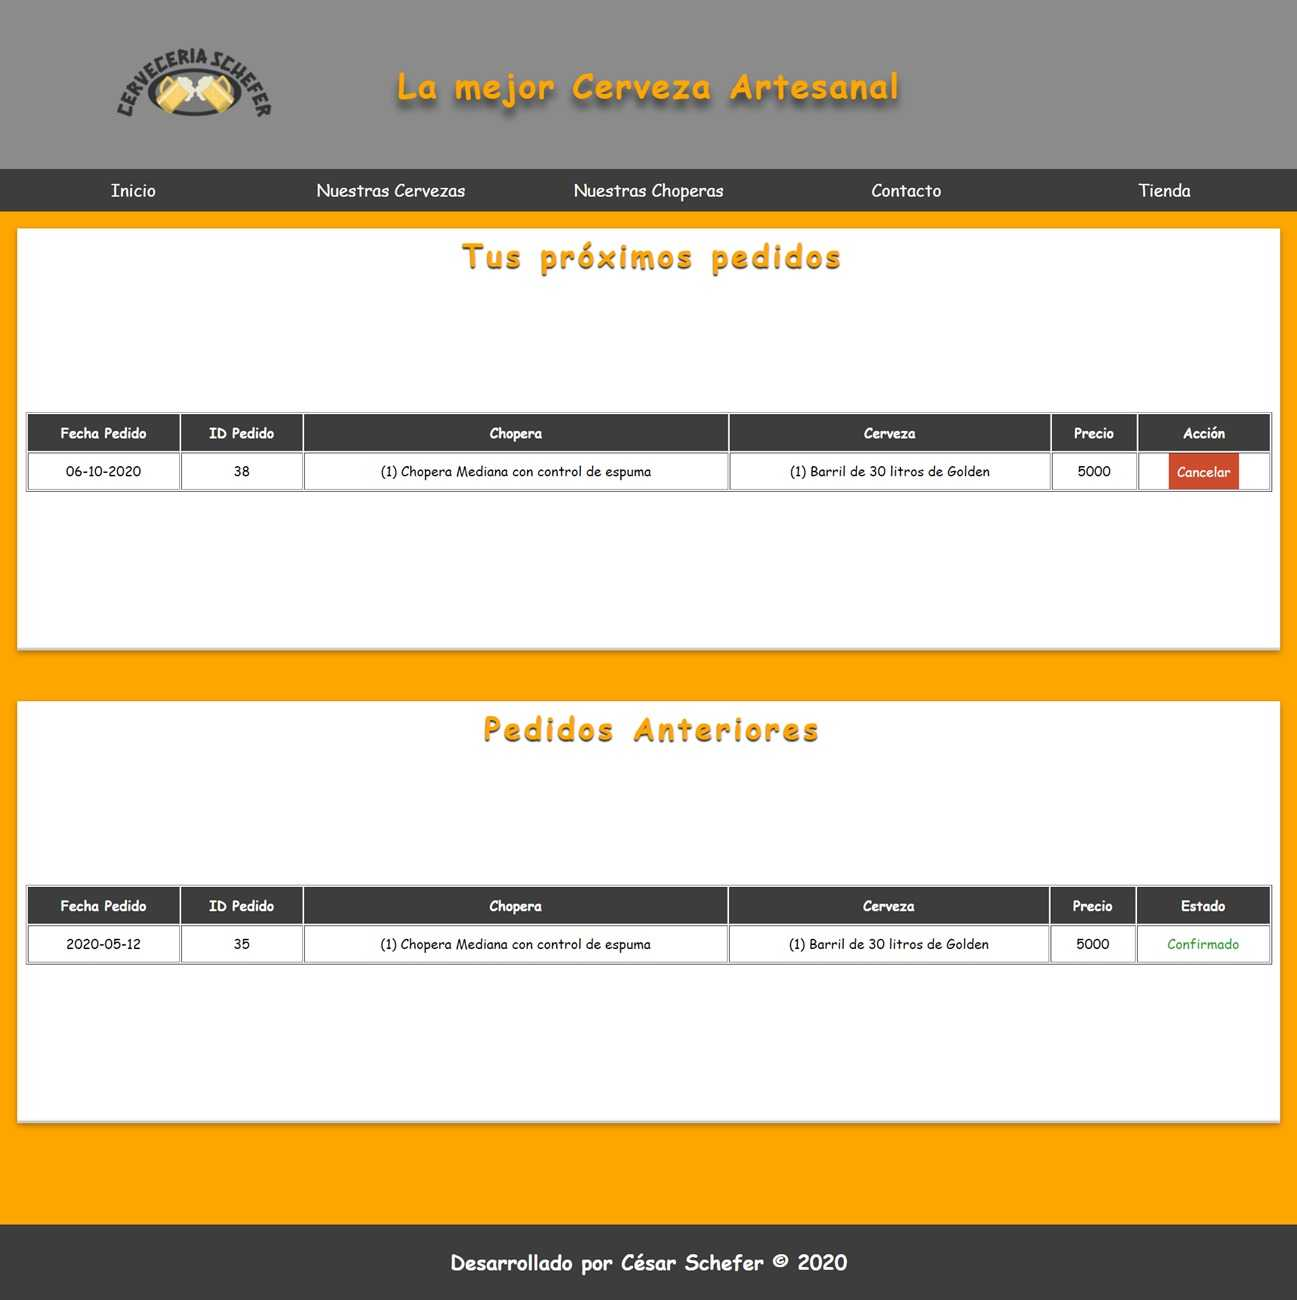 CERVECERIA SCHEFER
La mejor Cerveza Artesanal
Inicio Nuestras Cervezas Nuestras Choperas Contacto Tienda
Tus próximos pedidos
Fecha Pedido ID Pedido Chopera Cerveza Precio Acción
06-10-2020 38 (1) Chopera Mediana con control de espuma (1) Barril de 30 litros de Golden 5000 Cancelar
Pedidos Anteriores
Fecha Pedido ID Pedido Chopera Cerveza Precio Estado
2020-05-12 35 (1) Chopera Mediana con control de espuma (1) Barril de 30 litros de Golden 5000 Confirmado
Desarrollado por César Schefer © 2020